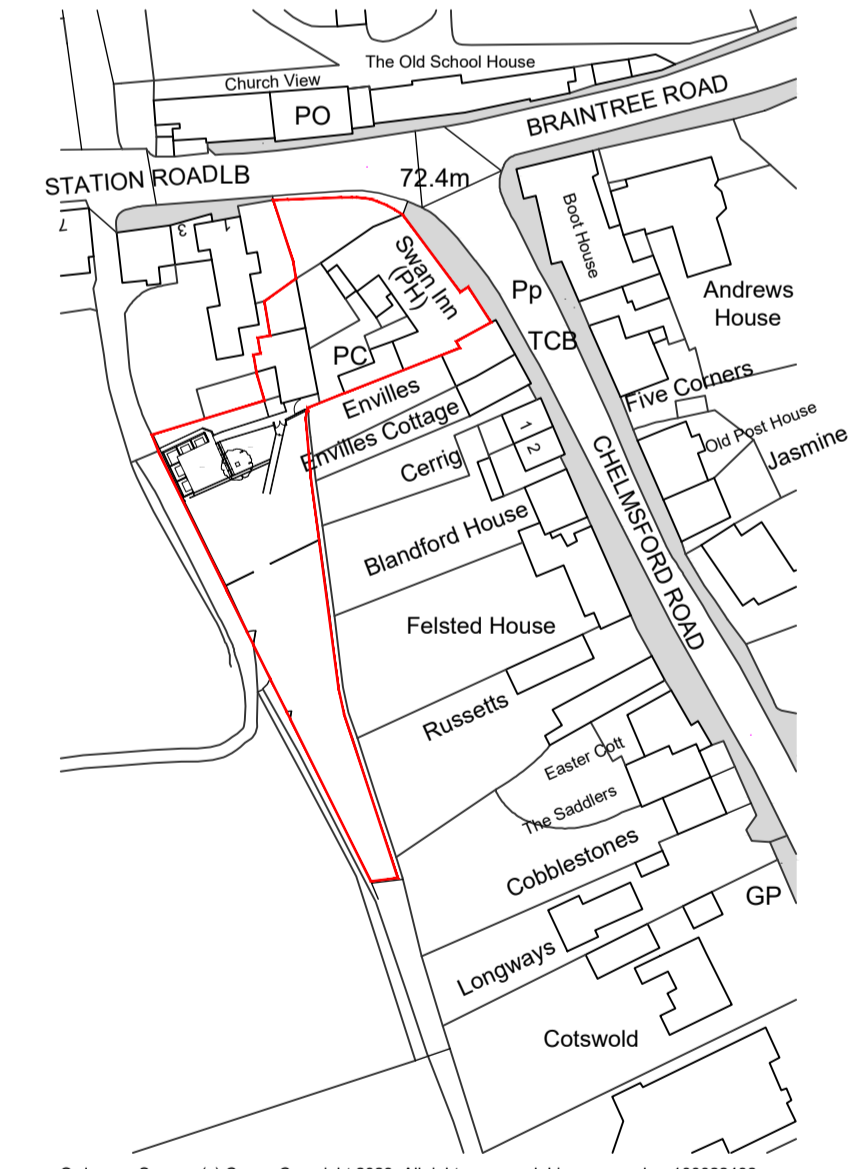 The Old School House
Church View
PO
BRAINTREE ROAD
STATION ROAD
LB
72.4m
7
3
1
Boot House
Swan Inn
(PH)
Pp
Andrews
House
TCB
PC
Envilles
Five Corners
Envilles Cottage
1
2
Old Post House
Jasmine
Cerrig
CHELMSFORD ROAD
Blandford House
Felsted House
Russetts
Easter Cott
The Saddlers
Cobblestones
GP
Longways
Cotswold